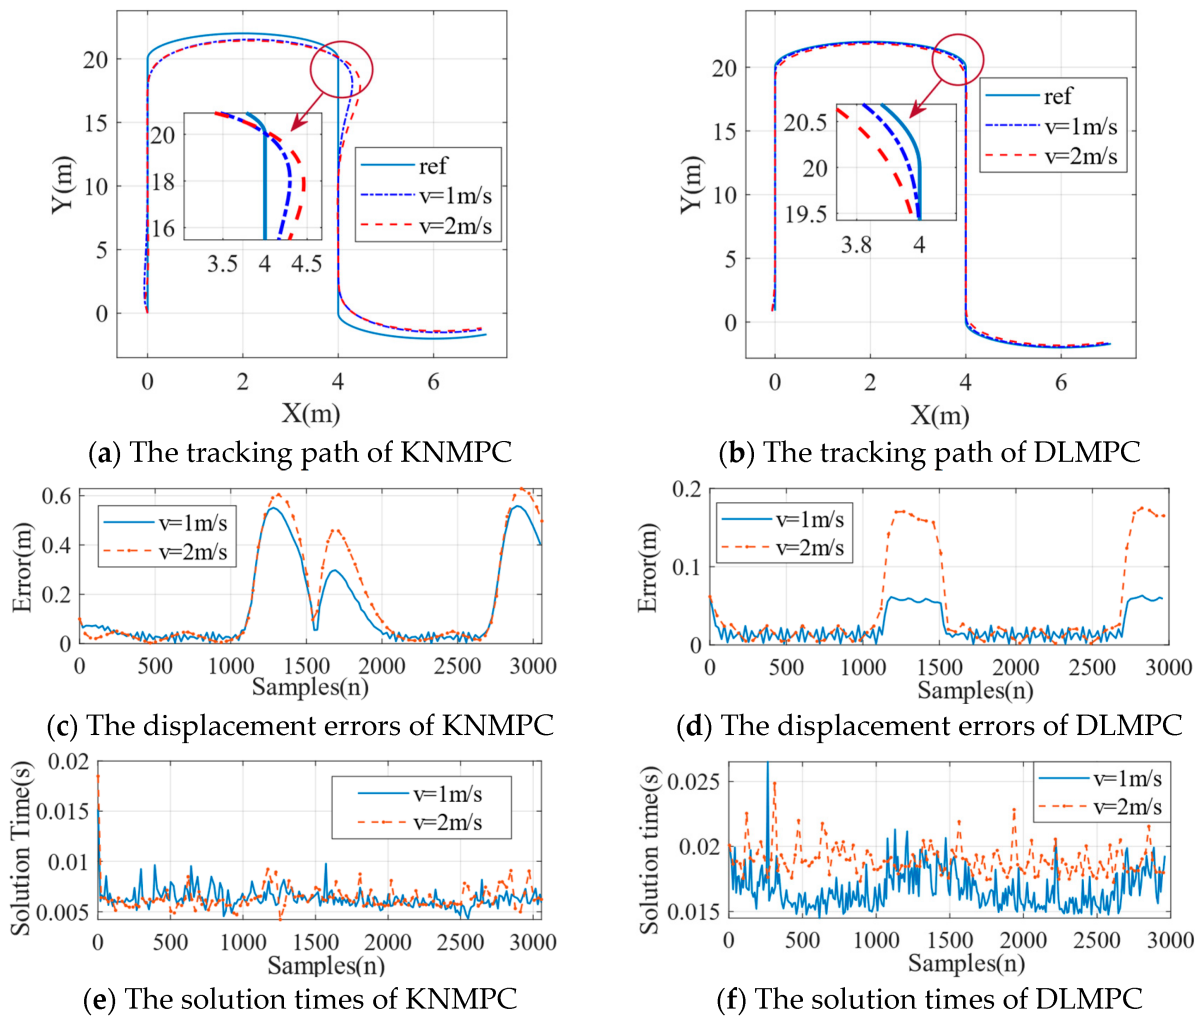 20
15
10
5
0
Y(m)
0
2
4
6
X(m)
20
18
16
3.5
4
4.5
ref
v=1m/s
v=2m/s
(a) The tracking path of KNMPC
20
15
10
5
0
Y(m)
0
2
4
6
X(m)
20.5
20
19.5
3.8
4
ref
v=1m/s
v=2m/s
(b) The tracking path of DLMPC
0.6
0.4
0.2
0
Error(m)
v=1m/s
v=2m/s
0 500 1000 1500 2000 2500 3000
Samples(n)
(c) The displacement errors of KNMPC
0.2
0.1
0
Error(m)
v=1m/s
v=2m/s
0 500 1000 1500 2000 2500 3000
Samples(n)
(d) The displacement errors of DLMPC
0.02
0.015
0.01
0.005
Solution Time(s)
v=1m/s
v=2m/s
0 500 1000 1500 2000 2500 3000
Samples(n)
(e) The solution times of KNMPC
0.025
0.02
0.015
Solution time(s)
v=1m/s
v=2m/s
0 500 1000 1500 2000 2500 3000
Samples(n)
(f) The solution times of DLMPC